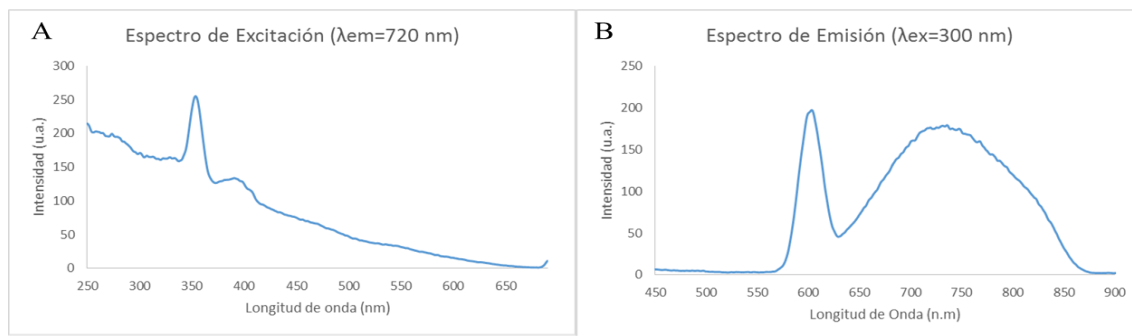 A
Espectro de Excitación (λem=720 nm)
300
250
200
150
100
50
0
Intensidad (u.a.)
250 300 350 400 450 500 550 600 650
Longitud de onda (nm)
B
Espectro de Emisión (λex=300 nm)
250
200
150
100
50
0
Intensidad (u.a.)
450 500 550 600 650 700 750 800 850 900
Longitud de Onda (n.m)